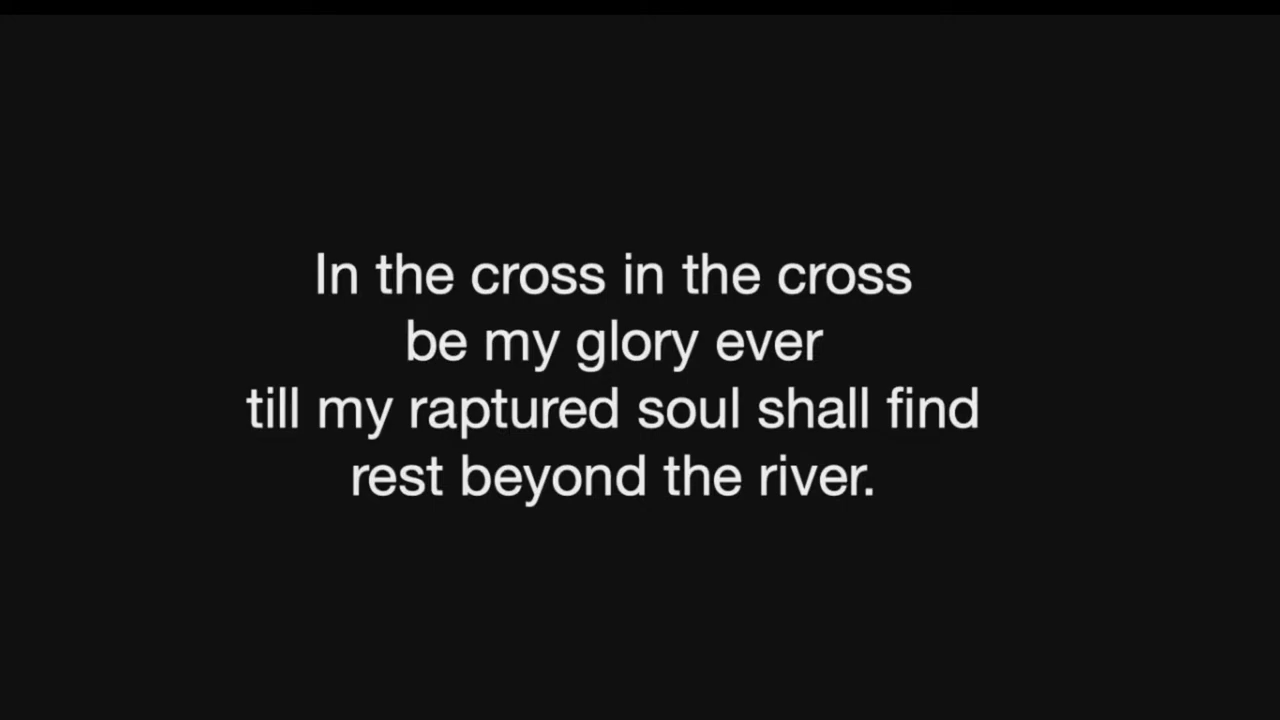 In the cross in the cross
be my glory ever
till my raptured soul shall find
rest beyond the river.